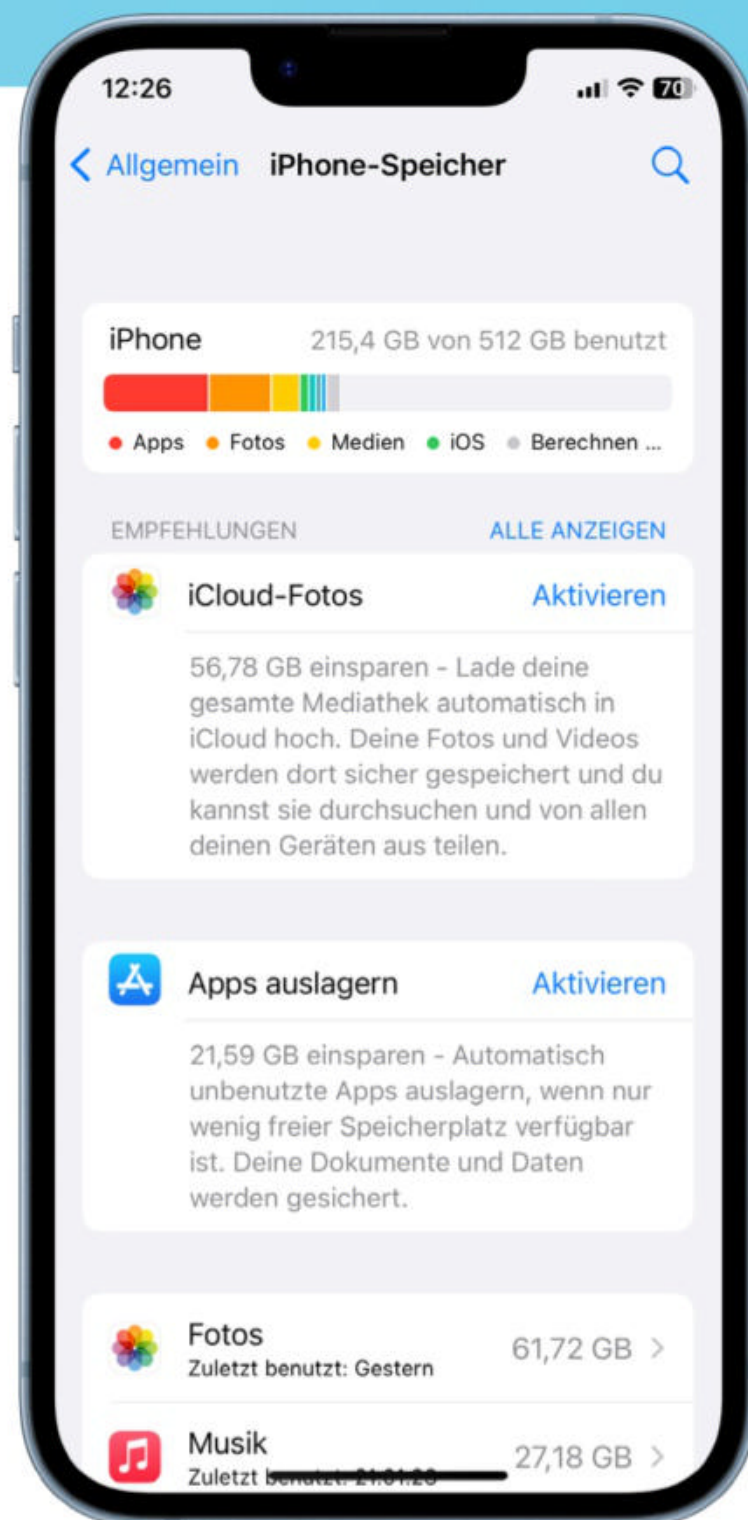 12:26
70
Allgemein iPhone-Speicher
iPhone 215,4 GB von 512 GB benutzt
Apps Fotos Medien iOS Berechnen ...
EMPFEHLUNGEN ALLE ANZEIGEN
iCloud-Fotos Aktivieren
56,78 GB einsparen - Lade deine
gesamte Mediathek automatisch in
iCloud hoch. Deine Fotos und Videos
werden dort sicher gespeichert und du
kannst sie durchsuchen und von allen
deinen Geräten aus teilen.
Apps auslagern Aktivieren
21,59 GB einsparen - Automatisch
unbenutzte Apps auslagern, wenn nur
wenig freier Speicherplatz verfügbar
ist. Deine Dokumente und Daten
werden gesichert.
Fotos 61,72 GB
Zuletzt benutzt: Gestern
Musik 27,18 GB
Zuletzt benutzt: